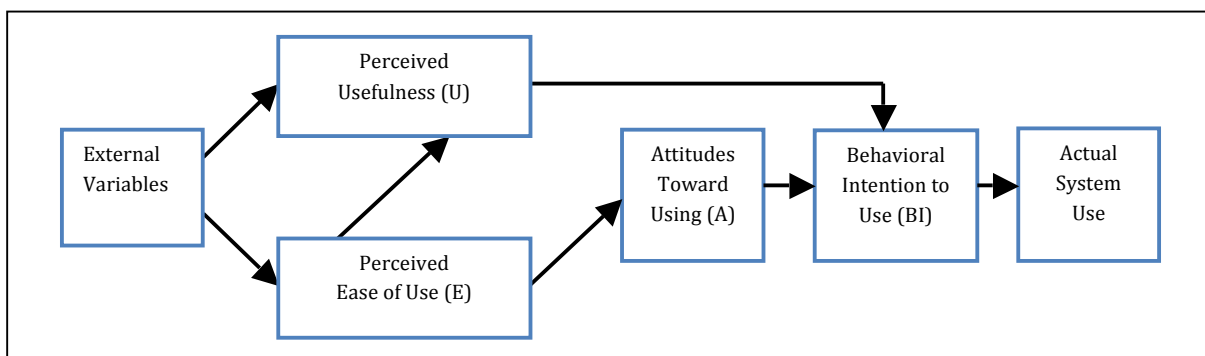 External
Variables
Perceived
Usefulness (U)
Perceived
Ease of Use (E)
Attitudes
Toward
Using (A)
Behavioral
Intention to
Use (BI)
Actual
System
Use